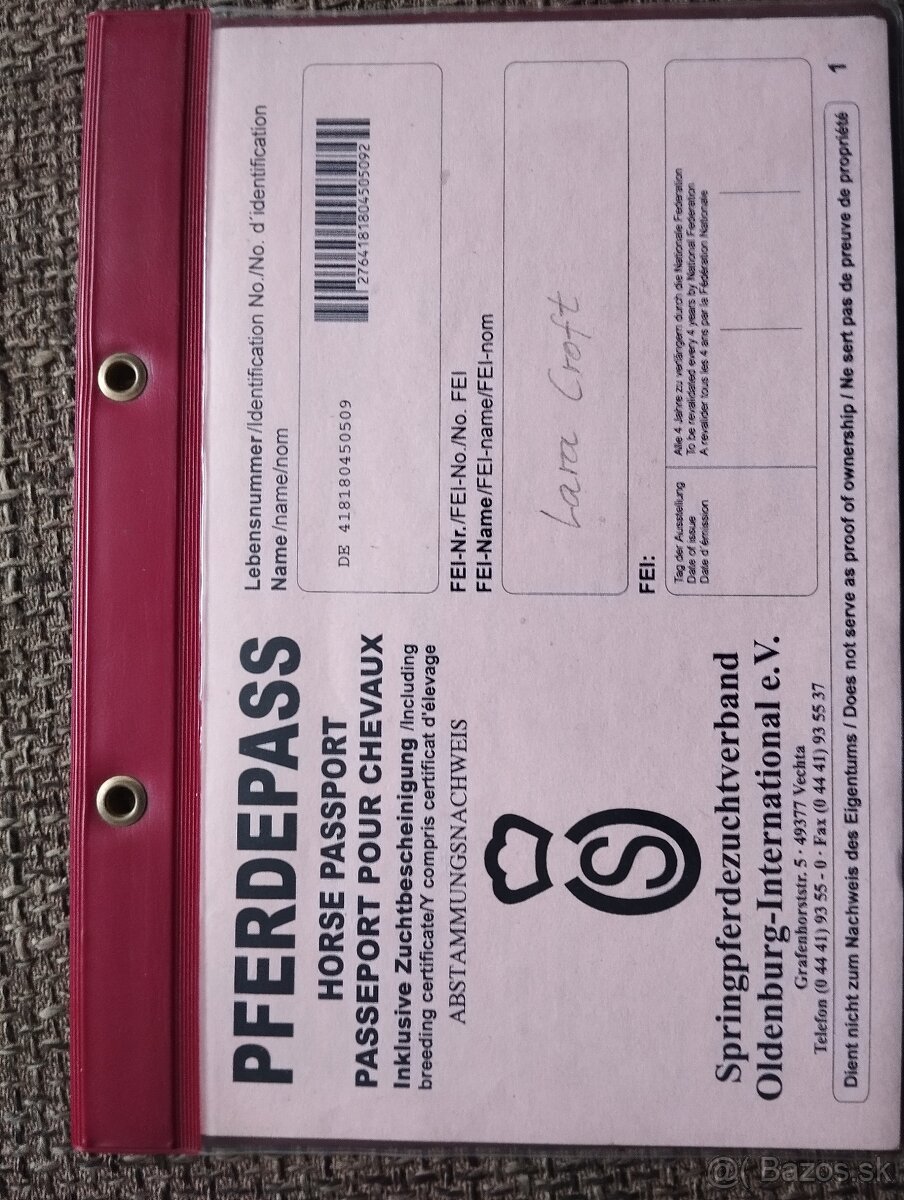 PFERDEPASS
HORSE PASSPORT
PASSEPORT POUR CHEVAUX
Inklusive Zuchtbescheinigung /Including
breeding certificate/Y compris certificat d'élevage
ABSTAMMUNGSNACHWEIS
S
Springpferdezuchtverband
Oldenburg-International e.V.
Grafenhorststr. 5 · 49377 Vechta
Telefon (0 44 41) 93 55 - 0 · Fax (0 44 41) 93 55 37
Lebensnummer/Identification No./No. d'identification
Name/name/nom
DE 418180450509
276418180450509​2
FEI-Nr./FEI-No./No. FEI
FEI-Name/FEI-name/FEI-nom
Lara Croft
FEI:
Tag der Ausstellung
Date of issue
Date d'émission
Alle 4 Jahre zu verlängern durch die Nationale Federation
To be revalidated every 4 years by National Federation
A revalider tous les 4 ans par la Fédération Nationale
Dient nicht zum Nachweis des Eigentums / Does not serve as proof of ownership / Ne sert pas de preuve de propriété
1
Bazos.sk